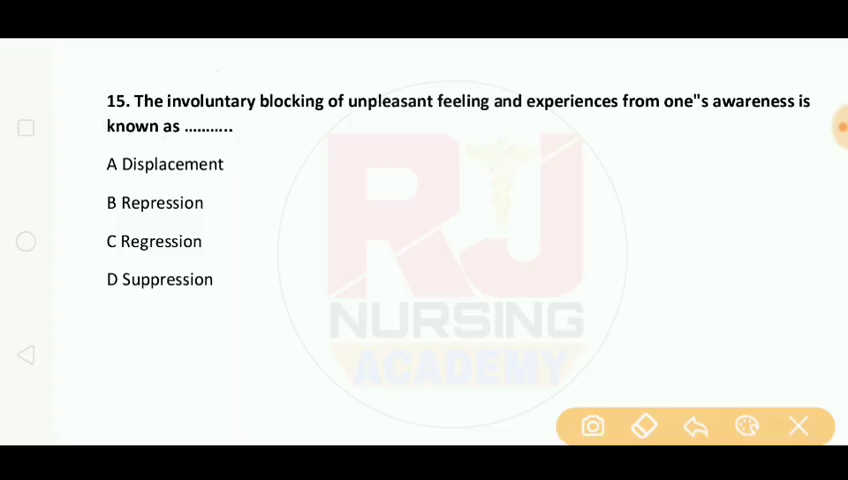 15. The involuntary blocking of unpleasant feeling and experiences from one"s awareness is
known as ...........
A Displacement
B Repression
C Regression
D Suppression
RJ
NURSING
ACADEMY